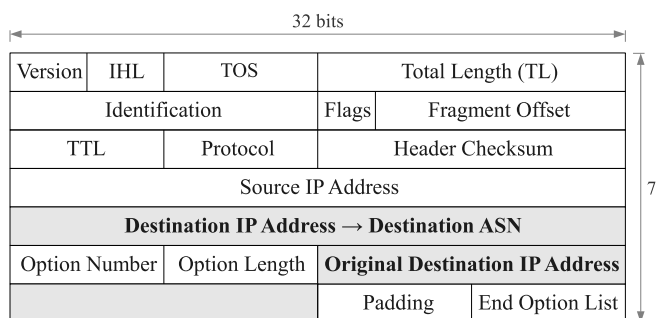 32 bits
Version IHL TOS Total Length (TL)
Identification Flags Fragment Offset
TTL Protocol Header Checksum
Source IP Address
7
Destination IP Address → Destination ASN
Option Number Option Length Original Destination IP Address
Padding End Option List